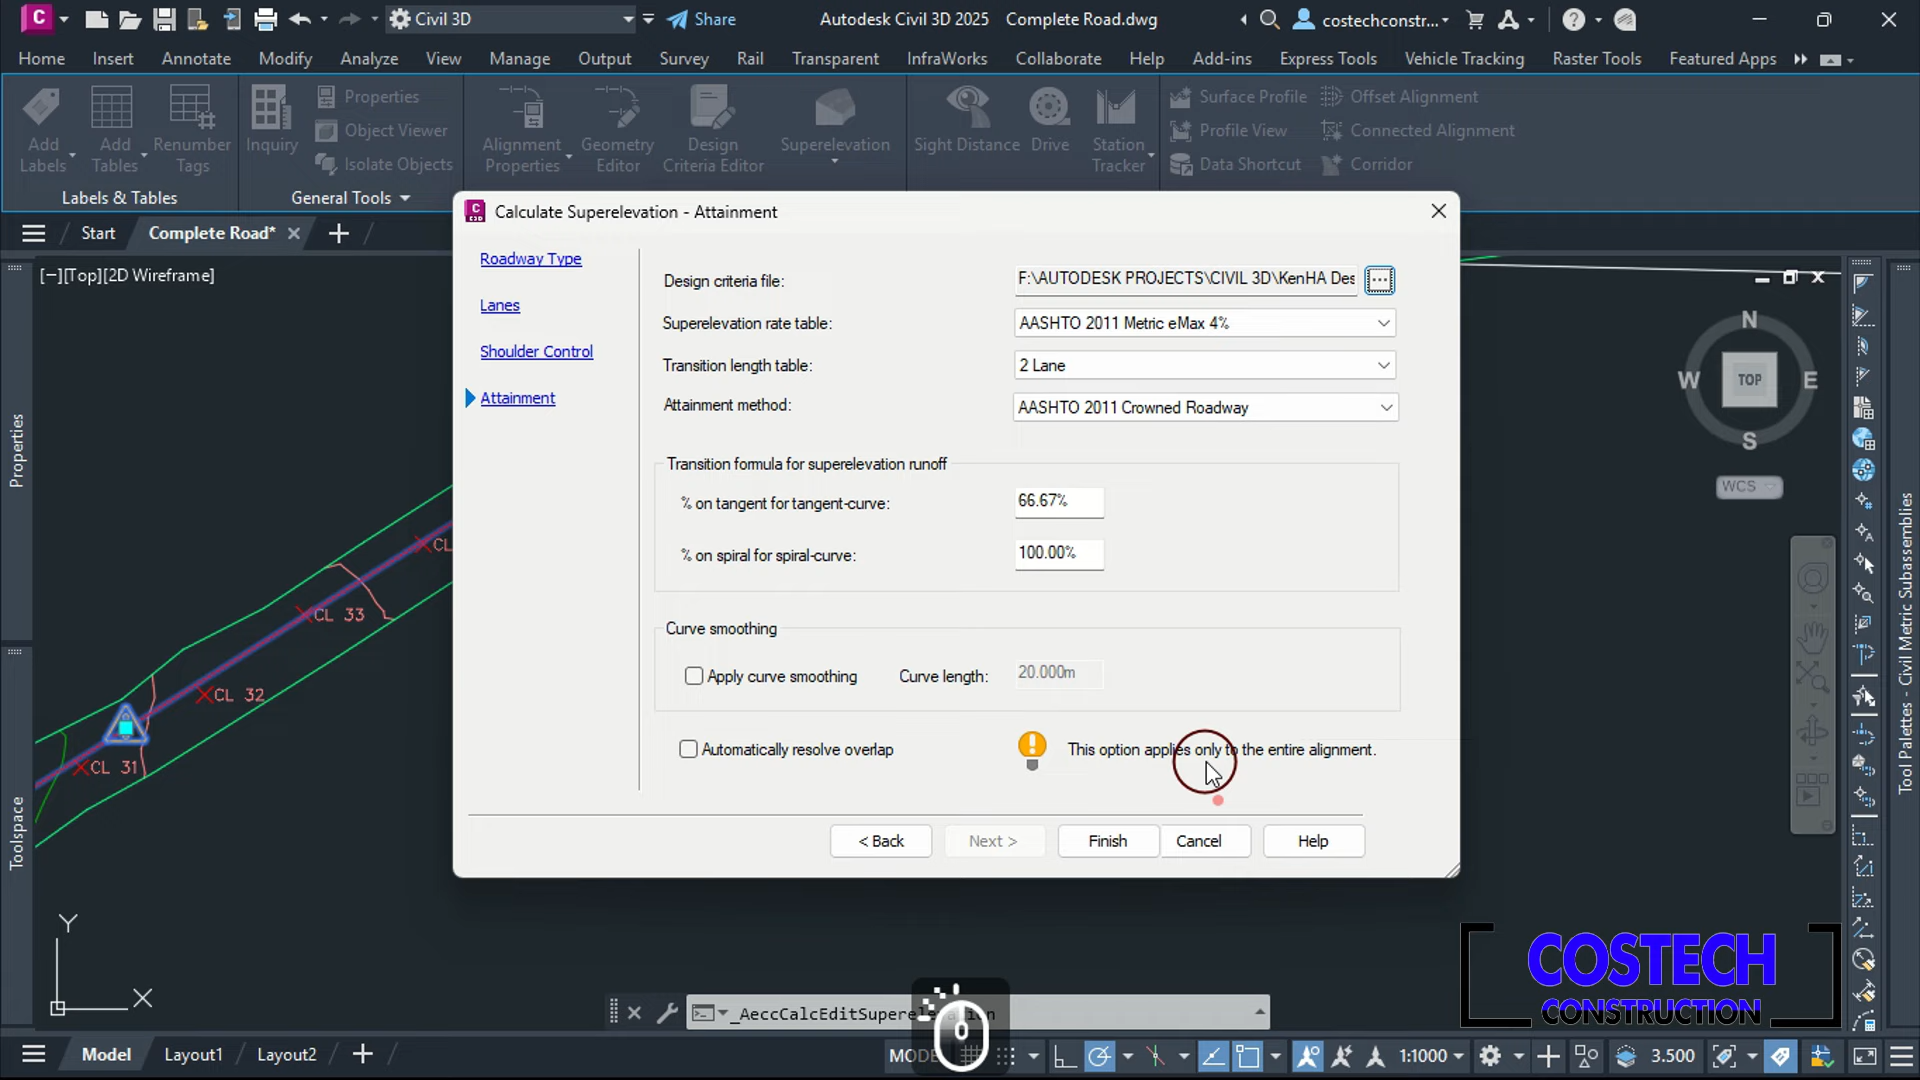 Civil 3D
Share
Autodesk Civil 3D 2025 Complete Road.dwg
costechconstr...
Home Insert Annotate Modify Analyze View Manage Output Survey Rail Transparent InfraWorks Collaborate Help Add-ins Express Tools Vehicle Tracking Raster Tools Featured Apps
Add Labels
Add Tables
Renumber Tags
Inquiry
Properties
Object Viewer
Isolate Objects
Alignment Properties
Geometry Editor
Design Criteria Editor
Superelevation
Sight Distance
Drive
Station Tracker
Surface Profile
Profile View
Data Shortcut
Offset Alignment
Connected Alignment
Corridor
Labels & Tables
General Tools
Start
Complete Road*
[−][Top][2D Wireframe]
Properties
Toolspace
Calculate Superelevation - Attainment
Roadway Type
Lanes
Shoulder Control
Attainment
Design criteria file: F:\AUTODESK PROJECTS\CIVIL 3D\KenHA Des
Superelevation rate table: AASHTO 2011 Metric eMax 4%
Transition length table: 2 Lane
Attainment method: AASHTO 2011 Crowned Roadway
Transition formula for superelevation runoff
% on tangent for tangent-curve: 66.67%
% on spiral for spiral-curve: 100.00%
Curve smoothing
Apply curve smoothing Curve length: 20.000m
Automatically resolve overlap This option applies only to the entire alignment.
< Back Next > Finish Cancel Help
CL
CL 33
CL 32
CL 31
N
W TOP E
S
WCS
Tool Palettes - Civil Metric Subassemblies
Y
X
COSTECH
CONSTRUCTION
_AeccCalcEditSuperelevation
Model Layout1 Layout2
MODE
1:1000
3.500